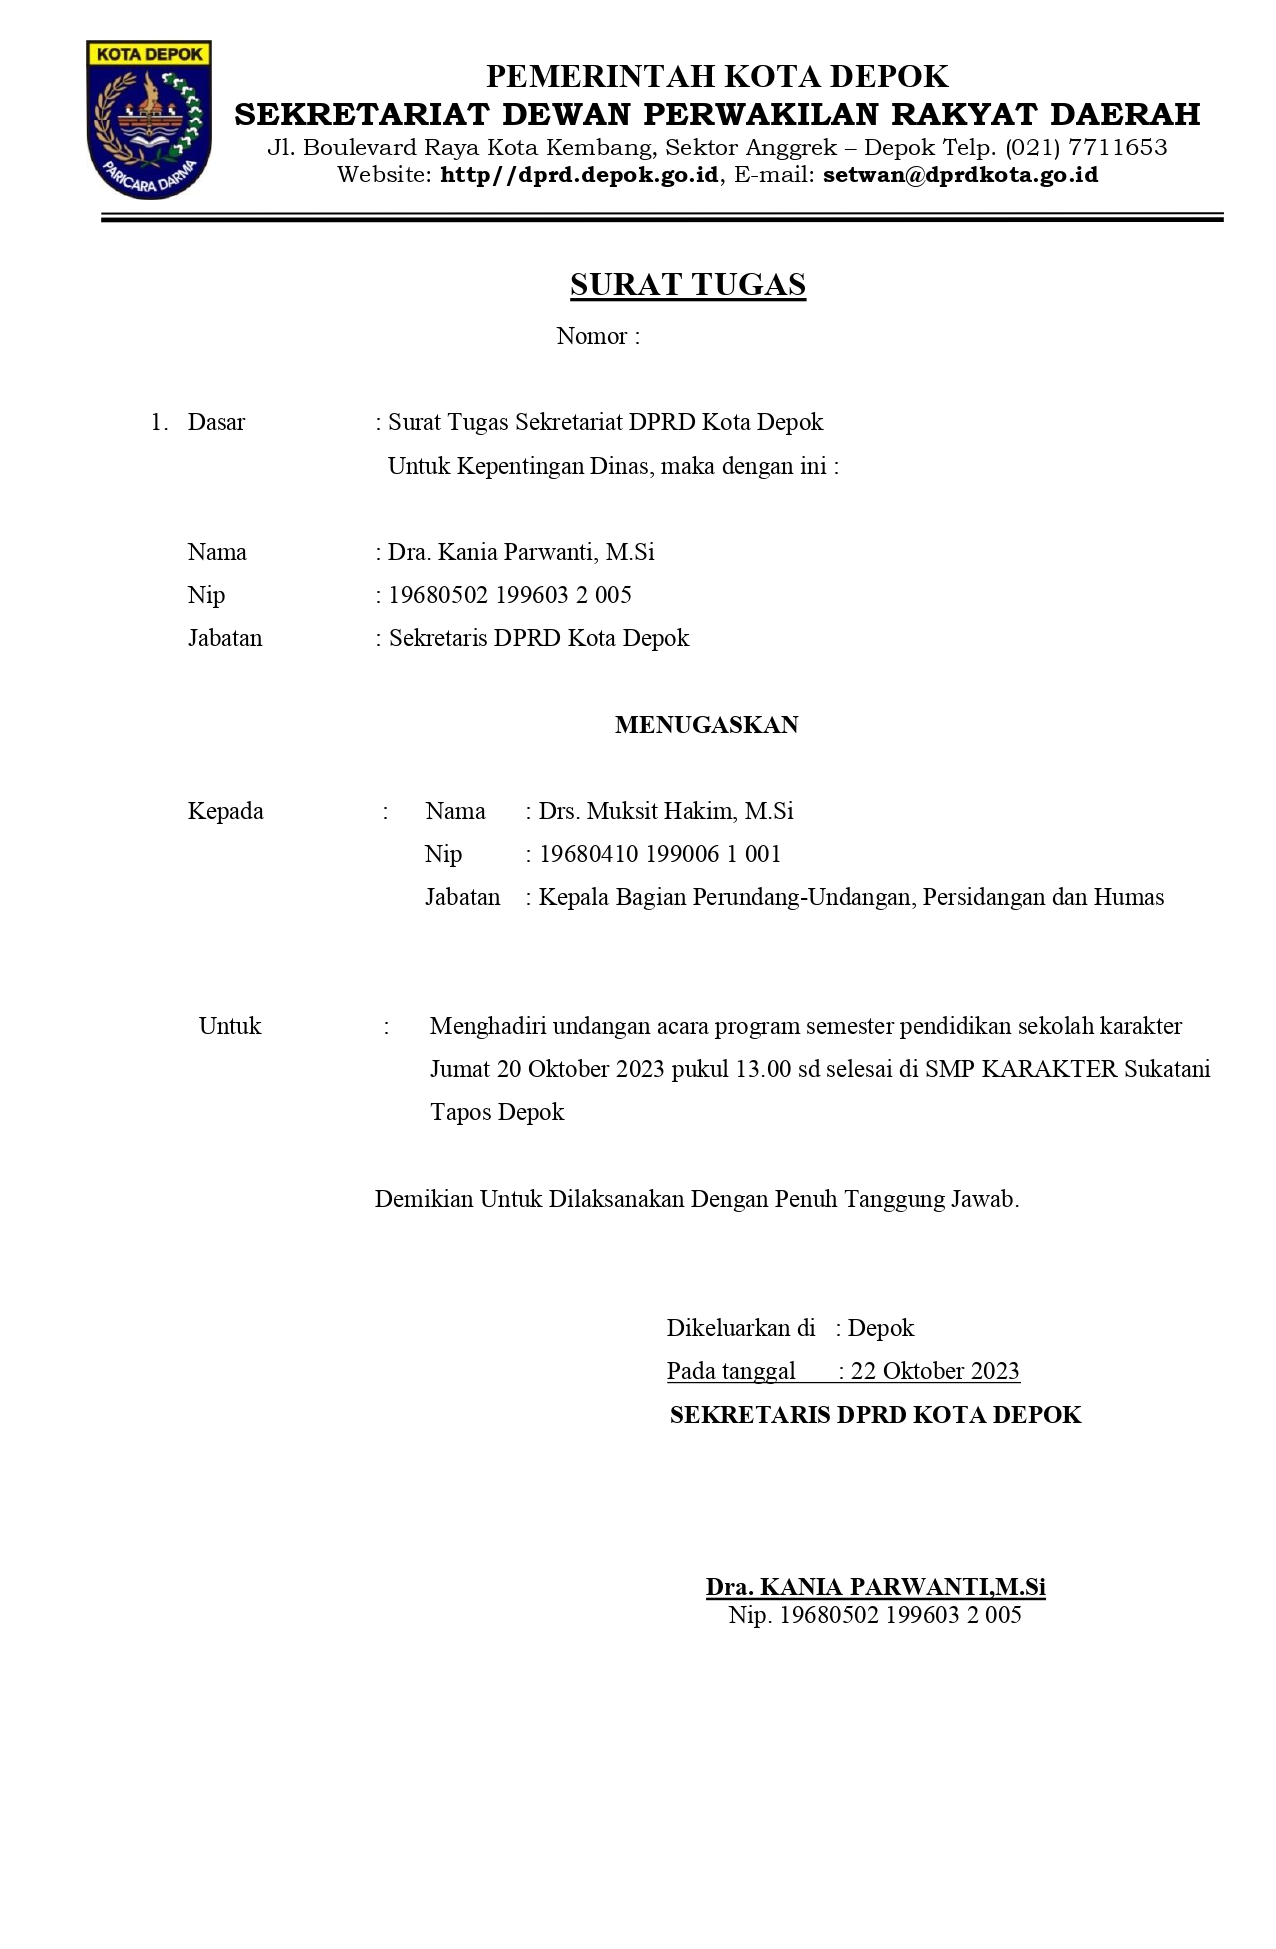 KOTA DEPOK
PARICARA DARMA
PEMERINTAH KOTA DEPOK
SEKRETARIAT DEWAN PERWAKILAN RAKYAT DAERAH
Jl. Boulevard Raya Kota Kembang, Sektor Anggrek – Depok Telp. (021) 7711653
Website: http//dprd.depok.go.id, E-mail: setwan@dprdkota.go.id
SURAT TUGAS
Nomor :
1. Dasar : Surat Tugas Sekretariat DPRD Kota Depok
Untuk Kepentingan Dinas, maka dengan ini :
Nama : Dra. Kania Parwanti, M.Si
Nip : 19680502 199603 2 005
Jabatan : Sekretaris DPRD Kota Depok
MENUGASKAN
Kepada : Nama : Drs. Muksit Hakim, M.Si
Nip : 19680410 199006 1 001
Jabatan : Kepala Bagian Perundang-Undangan, Persidangan dan Humas
Untuk : Menghadiri undangan acara program semester pendidikan sekolah karakter
Jumat 20 Oktober 2023 pukul 13.00 sd selesai di SMP KARAKTER Sukatani
Tapos Depok
Demikian Untuk Dilaksanakan Dengan Penuh Tanggung Jawab.
Dikeluarkan di : Depok
Pada tanggal : 22 Oktober 2023
SEKRETARIS DPRD KOTA DEPOK
Dra. KANIA PARWANTI,M.Si
Nip. 19680502 199603 2 005